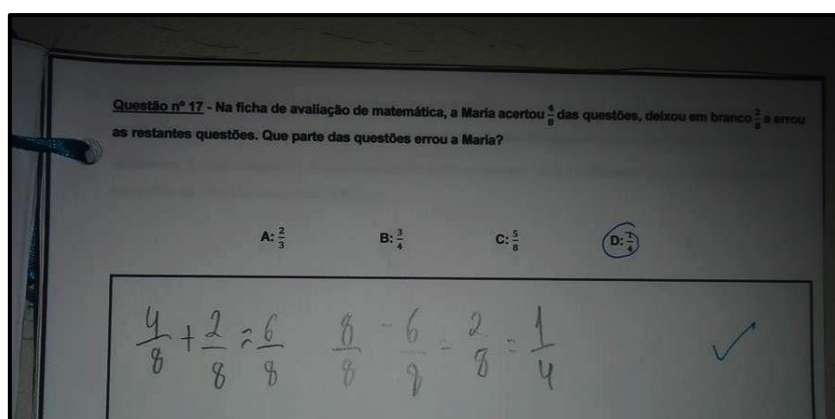 Questão nº 17 - Na ficha de avaliação de matemática, a Maria acertou 4/8 das questões, deixou em branco 2/8 e errou
as restantes questões. Que parte das questões errou a Maria?
A: 2/3 B: 3/4 C: 5/8 D: 1/4
4/8 + 2/8 = 6/8 8/8 - 6/8 = 2/8 = 1/4